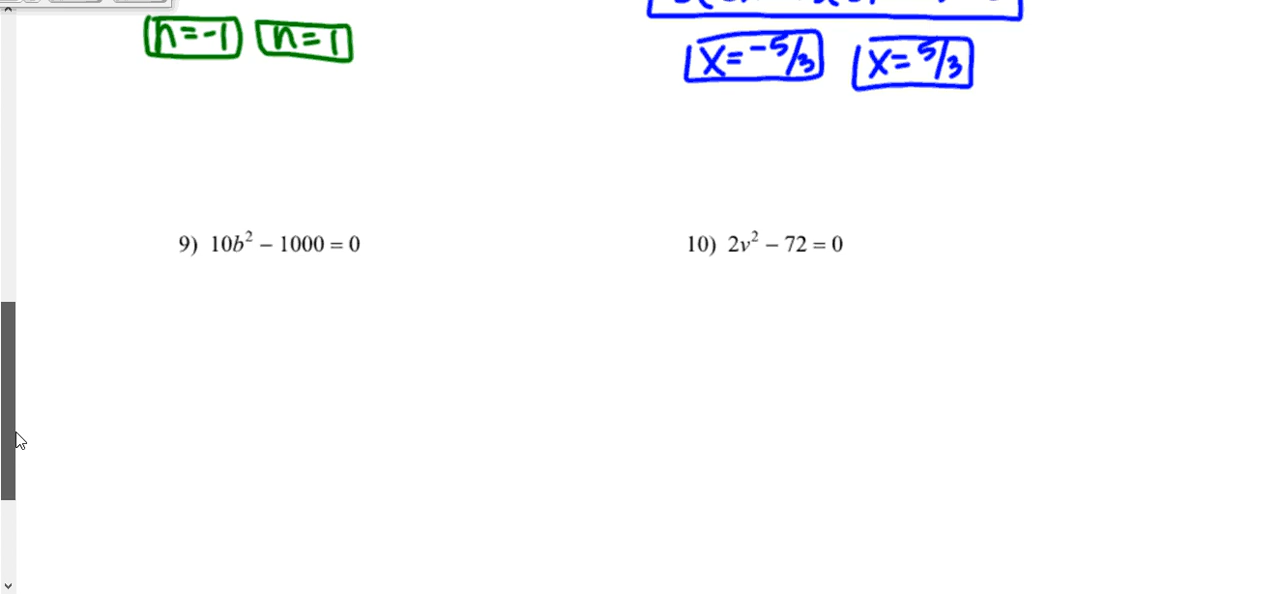 n=-1 n=1
x=-5/3 x=5/3
9) 10b² – 1000 = 0
10) 2v² – 72 = 0